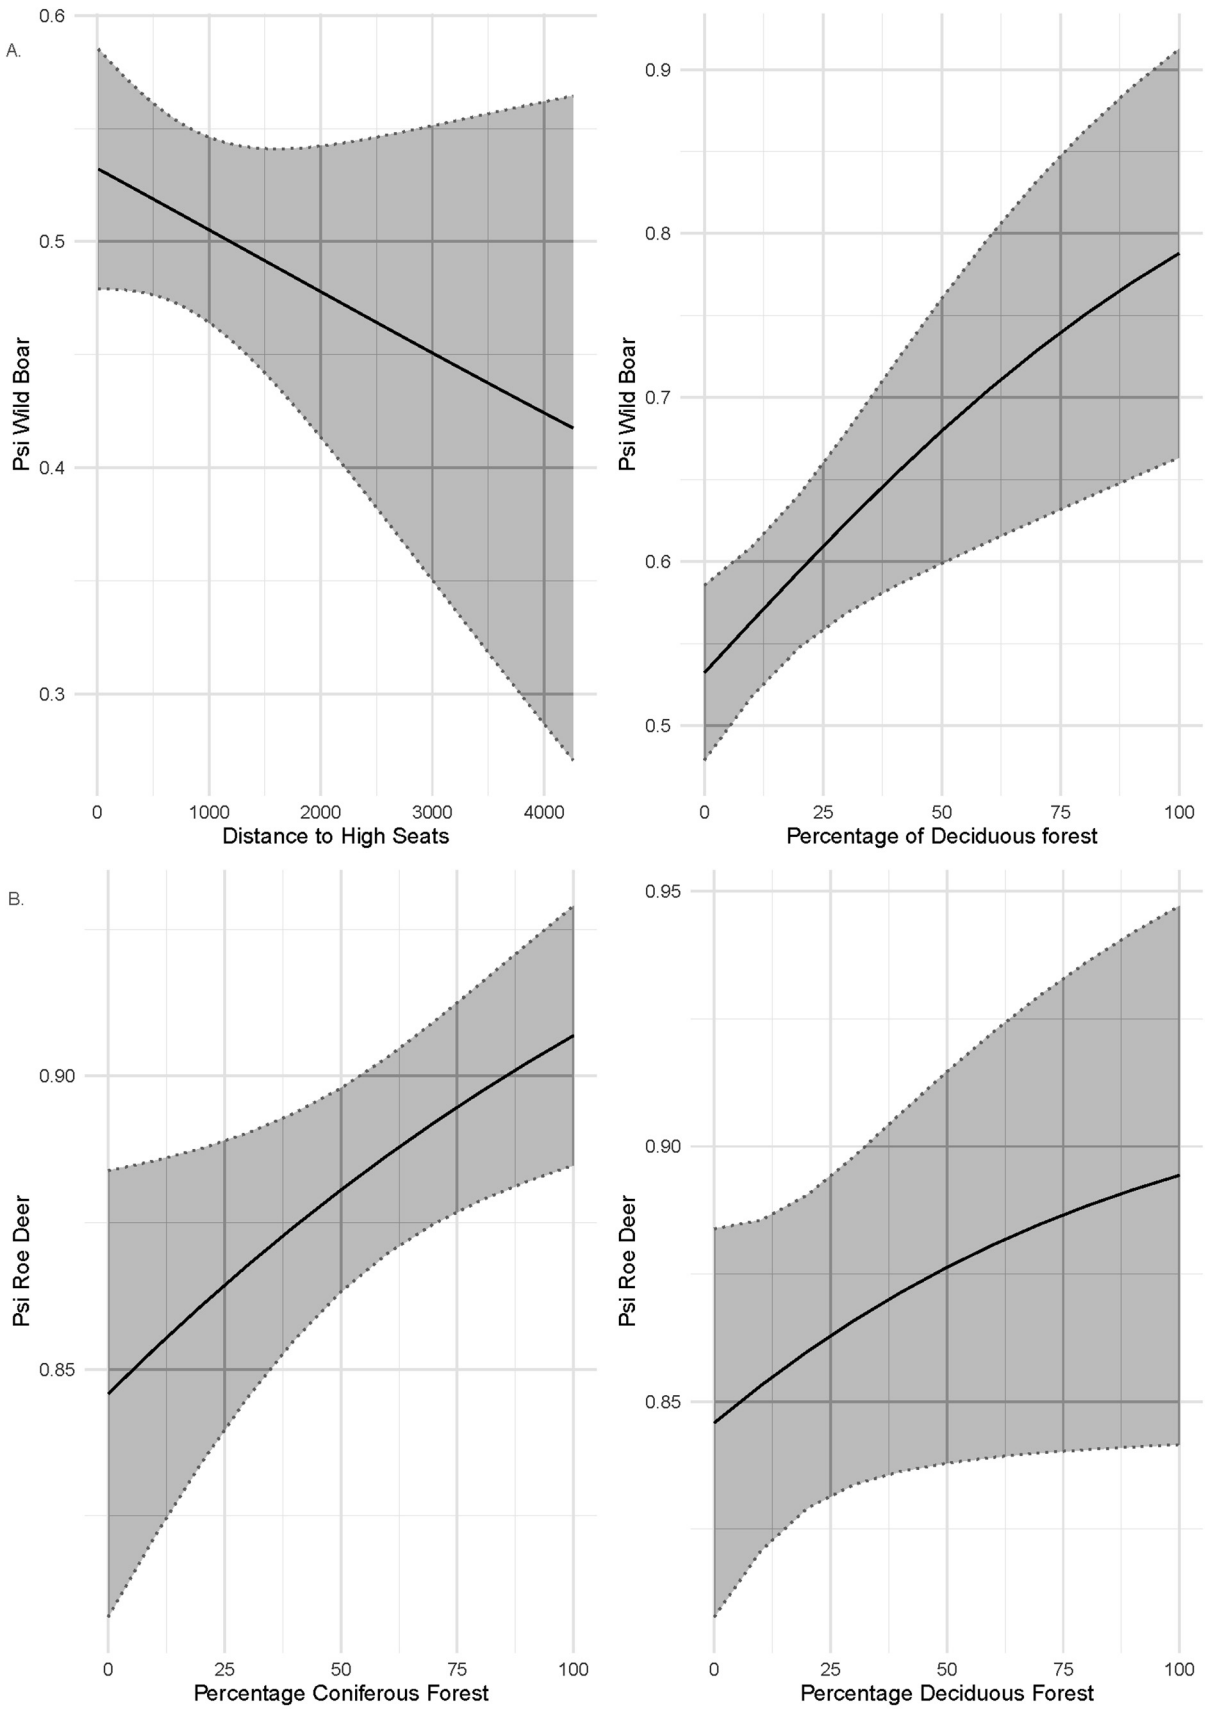 A.
0.6
0.5
0.4
0.3
Psi Wild Boar
0 1000 2000 3000 4000
Distance to High Seats
0.9
0.8
0.7
0.6
0.5
Psi Wild Boar
0 25 50 75 100
Percentage of Deciduous forest
B.
0.90
0.85
Psi Roe Deer
0 25 50 75 100
Percentage Coniferous Forest
0.95
0.90
0.85
Psi Roe Deer
0 25 50 75 100
Percentage Deciduous Forest